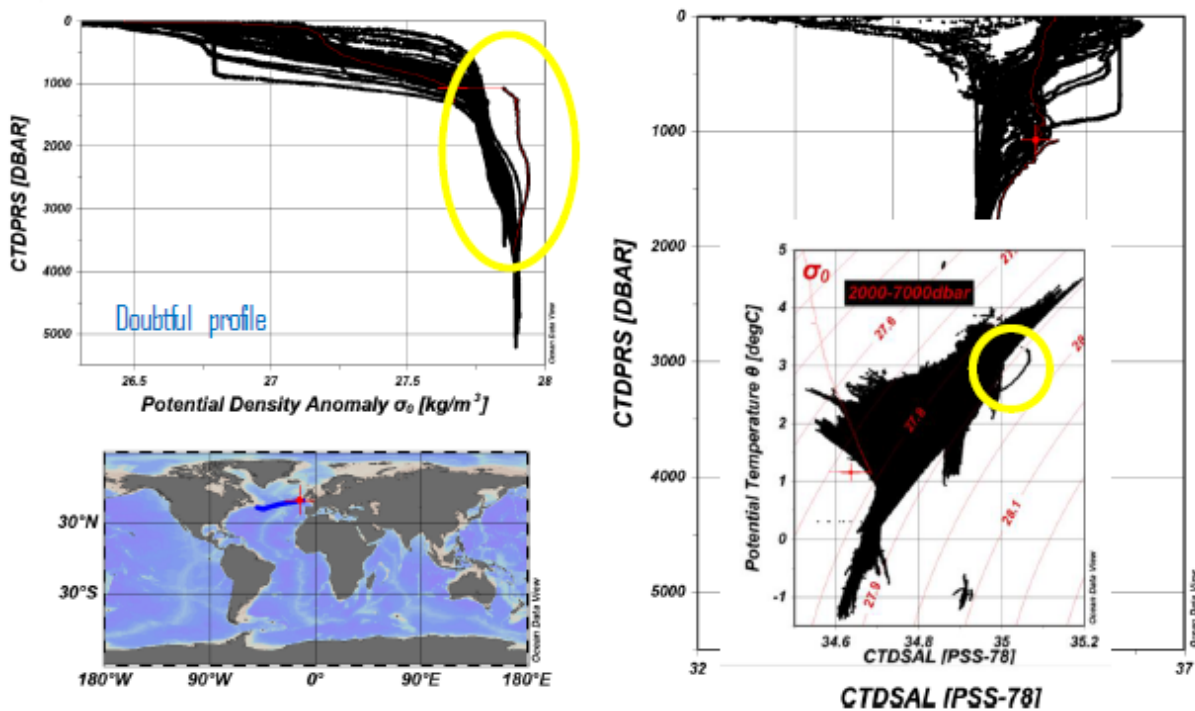 0
1000
2000
3000
4000
5000
CTDPRS [DBAR]
Doubtful profile
Ocean Data View
26.5
27
27.5
28
Potential Density Anomaly σ₀ [kg/m³]
30°N
30°S
Ocean Data View
180°W
90°W
0°
90°E
180°E
0
1000
2000
3000
4000
5000
CTDPRS [DBAR]
σ₀
2000-7000dbar
5
4
3
2
1
0
-1
Potential Temperature θ [degC]
27.6
27.8
27.9
28.1
Ocean Data View
34.6
34.8
35
35.2
CTDSAL [PSS-78]
Ocean Data View
32
37
CTDSAL [PSS-78]